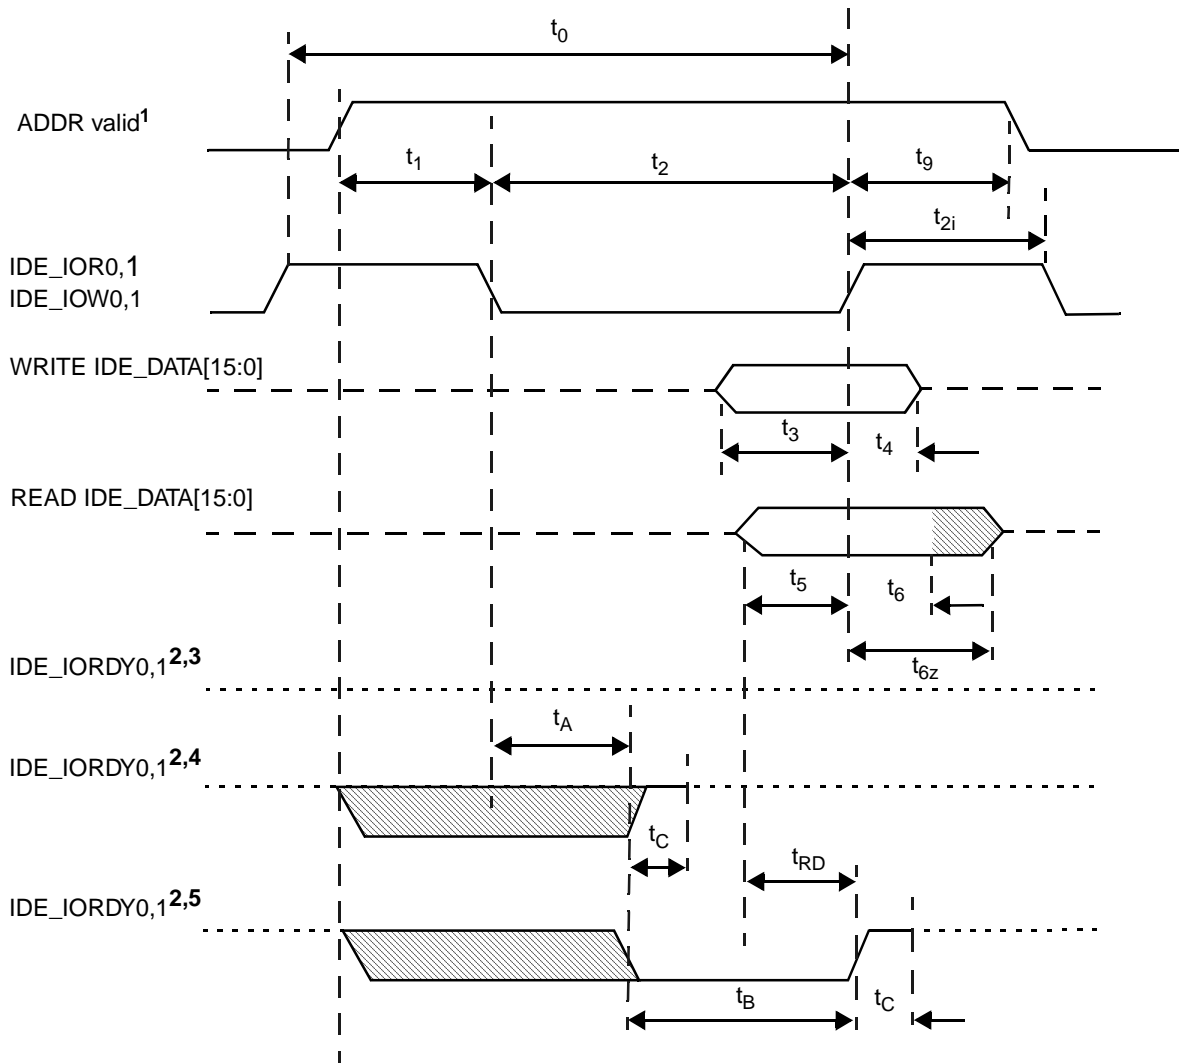 t0
ADDR valid1
t1 t2 t9
t2i
IDE_IOR0,1
IDE_IOW0,1
WRITE IDE_DATA[15:0]
t3 t4
READ IDE_DATA[15:0]
t5 t6
IDE_IORDY0,12,3
t6z
tA
IDE_IORDY0,12,4
tC
tRD
IDE_IORDY0,12,5
tB tC